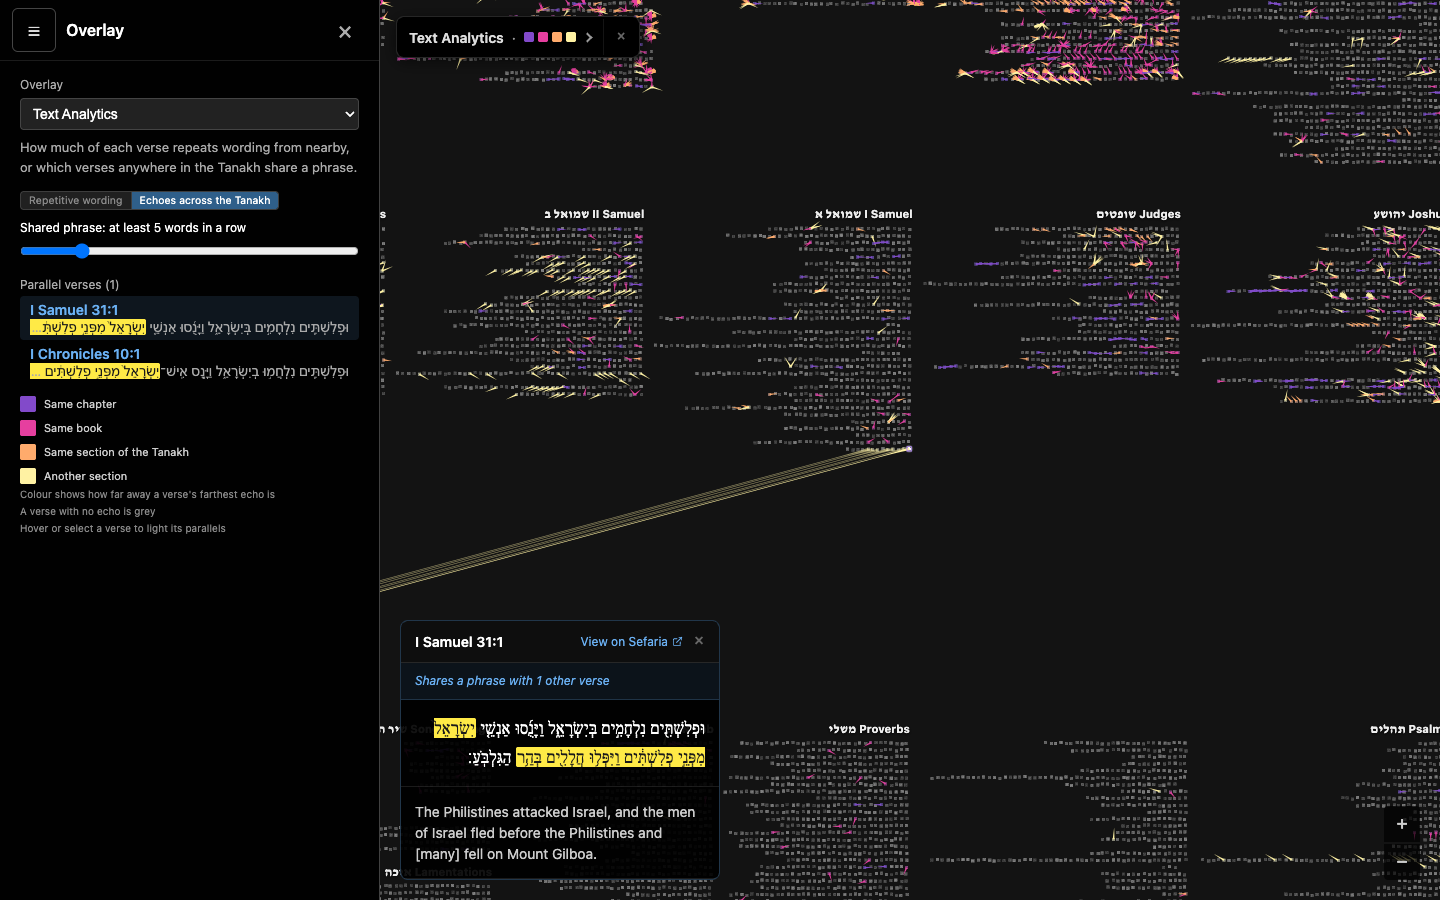 Overlay
Overlay
Text Analytics
How much of each verse repeats wording from nearby,
or which verses anywhere in the Tanakh share a phrase.
Repetitive wording
Echoes across the Tanakh
Shared phrase: at least 5 words in a row
Parallel verses (1)
I Samuel 31:1
וּפְלִשְׁתִּים נִלְחָמִים בְּיִשְׂרָאֵל וַיָּנֻסוּ אַנְשֵׁי יִשְׂרָאֵל מִפְּנֵי פְלִשְׁתּ...
I Chronicles 10:1
וּפְלִשְׁתִּים נִלְחֲמוּ בְיִשְׂרָאֵל וַיָּנׇס אִישׁ־יִשְׂרָאֵל מִפְּנֵי פְלִשְׁתִּים ...
Same chapter
Same book
Same section of the Tanakh
Another section
Colour shows how far away a verse's farthest echo is
A verse with no echo is grey
Hover or select a verse to light its parallels
Text Analytics ·
שמואל ב II Samuel
שמואל א I Samuel
שופטים Judges
יהושע Joshu
I Samuel 31:1
View on Sefaria
Shares a phrase with 1 other verse
וּפְלִשְׁתִּים נִלְחָמִים בְּיִשְׂרָאֵל וַיָּנֻסוּ אַנְשֵׁי יִשְׂרָאֵל
מִפְּנֵי פְלִשְׁתִּים וַיִּפְּלוּ חֲלָלִים בְּהַר הַגִּלְבֹּעַ׃
The Philistines attacked Israel, and the men
of Israel fled before the Philistines and
[many] fell on Mount Gilboa.
משלי Proverbs
תהלים Psalm
איכה Lamentations